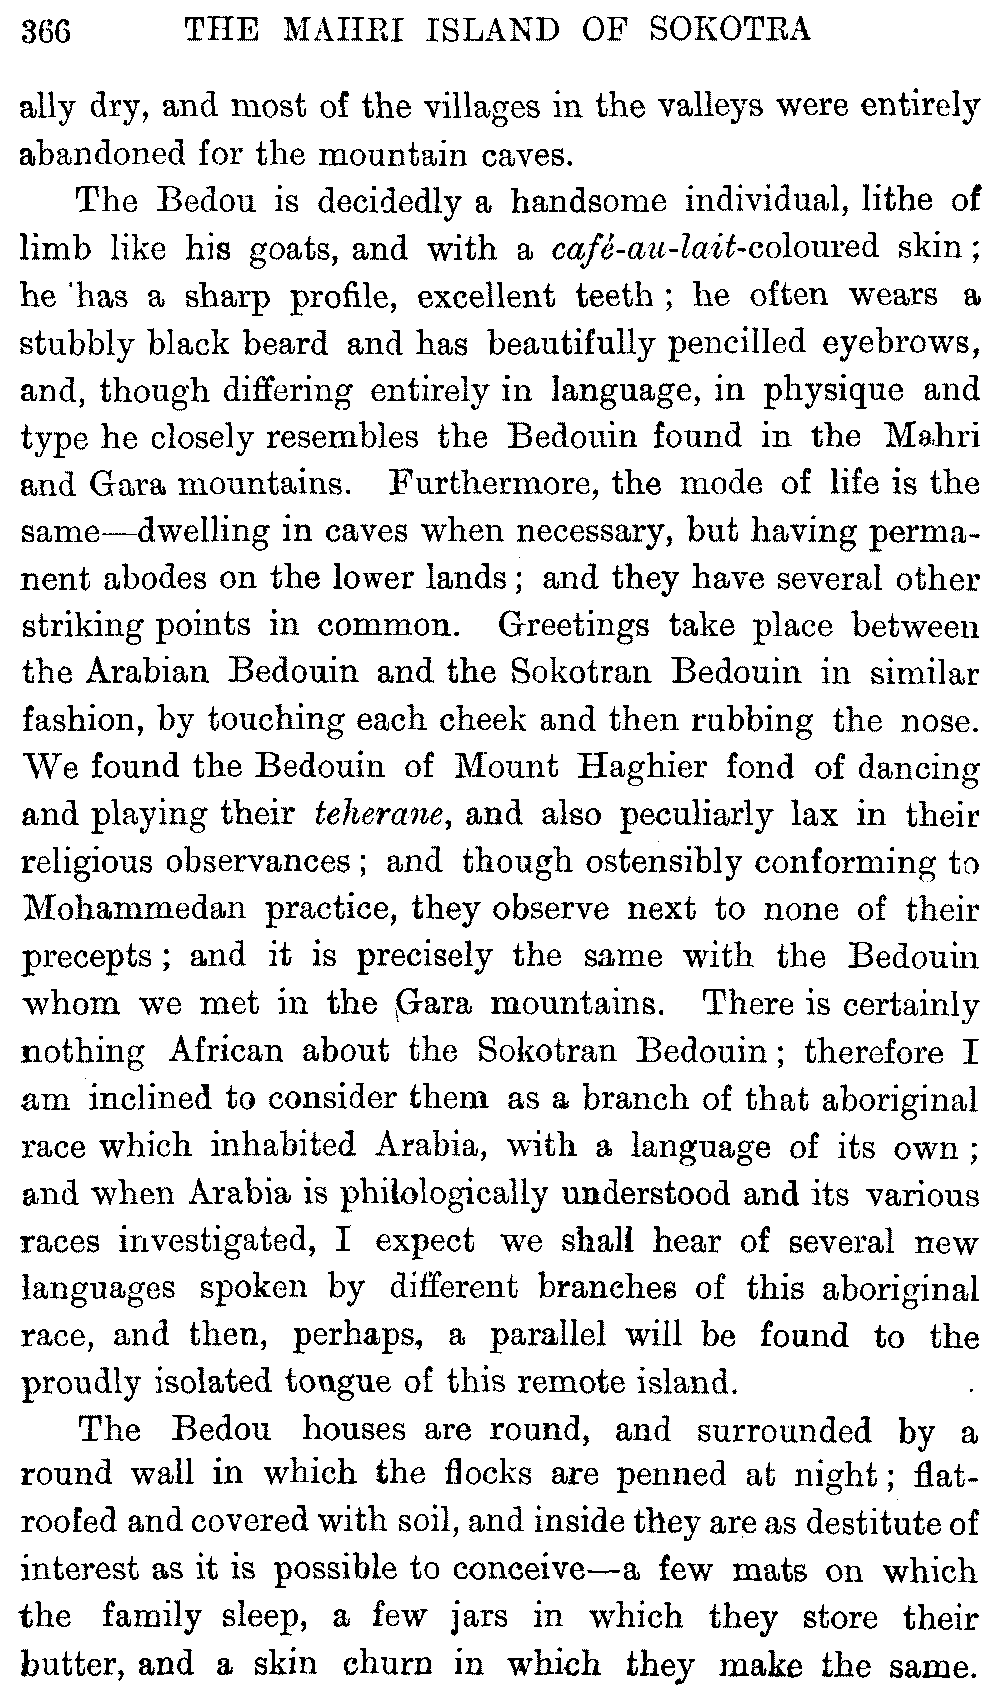 366 THE MAHRI ISLAND OF SOKOTRA
ally dry, and most of the villages in the valleys were entirely
abandoned for the mountain caves.
The Bedou is decidedly a handsome individual, lithe of
limb like his goats, and with a café-au-lait-coloured skin ;
he has a sharp profile, excellent teeth ; he often wears a
stubbly black beard and has beautifully pencilled eyebrows,
and, though differing entirely in language, in physique and
type he closely resembles the Bedouin found in the Mahri
and Gara mountains. Furthermore, the mode of life is the
same—dwelling in caves when necessary, but having perma-
nent abodes on the lower lands ; and they have several other
striking points in common. Greetings take place between
the Arabian Bedouin and the Sokotran Bedouin in similar
fashion, by touching each cheek and then rubbing the nose.
We found the Bedouin of Mount Haghier fond of dancing
and playing their teherane, and also peculiarly lax in their
religious observances ; and though ostensibly conforming to
Mohammedan practice, they observe next to none of their
precepts ; and it is precisely the same with the Bedouin
whom we met in the Gara mountains. There is certainly
nothing African about the Sokotran Bedouin ; therefore I
am inclined to consider them as a branch of that aboriginal
race which inhabited Arabia, with a language of its own ;
and when Arabia is philologically understood and its various
races investigated, I expect we shall hear of several new
languages spoken by different branches of this aboriginal
race, and then, perhaps, a parallel will be found to the
proudly isolated tongue of this remote island.
The Bedou houses are round, and surrounded by a
round wall in which the flocks are penned at night ; flat-
roofed and covered with soil, and inside they are as destitute of
interest as it is possible to conceive—a few mats on which
the family sleep, a few jars in which they store their
butter, and a skin churn in which they make the same.